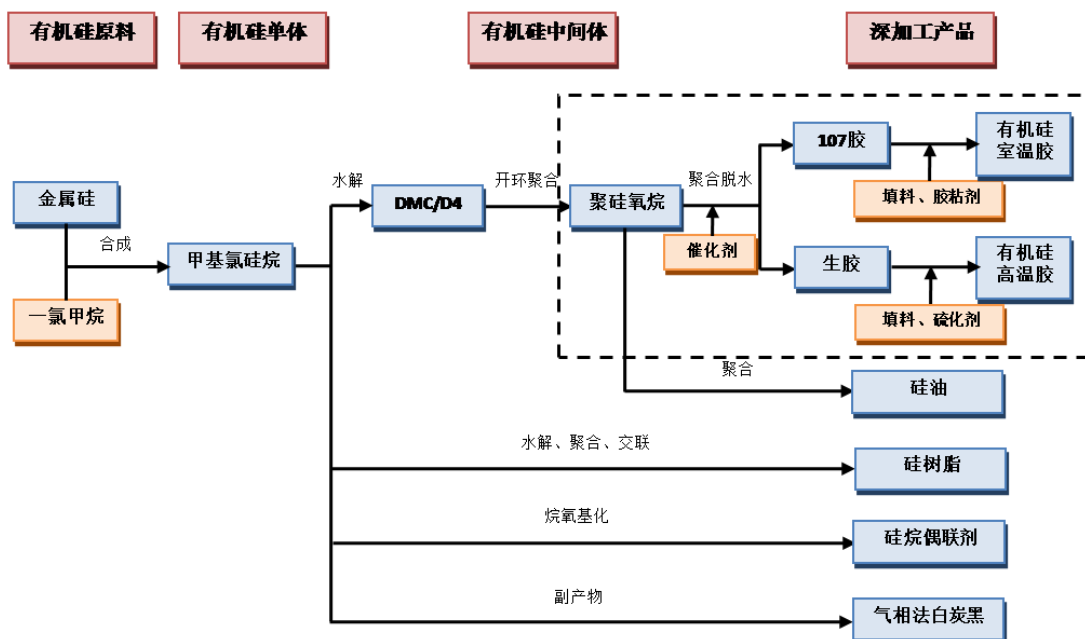 有机硅原料
有机硅单体
有机硅中间体
深加工产品
107胶
有机硅
室温胶
水解
开环聚合
聚合脱水
金属硅
DMC/D4
聚硅氧烷
填料、胶粘剂
合成
甲基氯硅烷
催化剂
生胶
有机硅
高温胶
一氯甲烷
填料、硫化剂
聚合
硅油
水解、聚合、交联
硅树脂
烷氧基化
硅烷偶联剂
副产物
气相法白炭黑